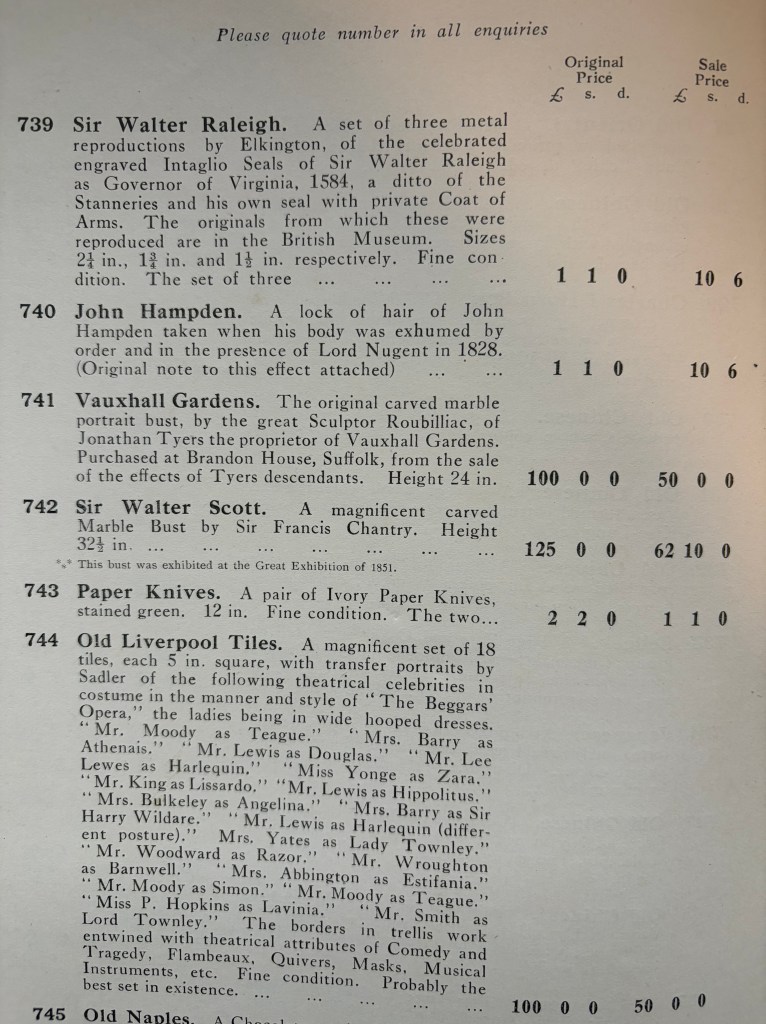 Please quote number in all enquiries
Original Sale
Price Price
£ s. d. £ s. d.
739 Sir Walter Raleigh. A set of three metal
reproductions by Elkington, of the celebrated
engraved Intaglio Seals of Sir Walter Raleigh
as Governor of Virginia, 1584, a ditto of the
Stanneries and his own seal with private Coat of
Arms. The originals from which these were
reproduced are in the British Museum. Sizes
2¼ in., 1¾ in. and 1½ in. respectively. Fine con-
dition. The set of three ... ... ... ... 1 1 0 10 6
740 John Hampden. A lock of hair of John
Hampden taken when his body was exhumed by
order and in the presence of Lord Nugent in 1828.
(Original note to this effect attached) ... ... 1 1 0 10 6
741 Vauxhall Gardens. The original carved marble
portrait bust, by the great Sculptor Roubilliac, of
Jonathan Tyers the proprietor of Vauxhall Gardens.
Purchased at Brandon House, Suffolk, from the sale
of the effects of Tyers descendants. Height 24 in. 100 0 0 50 0 0
742 Sir Walter Scott. A magnificent carved
Marble Bust by Sir Francis Chantry. Height
32½ in. ... ... ... ... ... ... ... 125 0 0 62 10 0
*** This bust was exhibited at the Great Exhibition of 1851.
743 Paper Knives. A pair of Ivory Paper Knives,
stained green. 12 in. Fine condition. The two... 2 2 0 1 1 0
744 Old Liverpool Tiles. A magnificent set of 18
tiles, each 5 in. square, with transfer portraits by
Sadler of the following theatrical celebrities in
costume in the manner and style of "The Beggars'
Opera," the ladies being in wide hooped dresses.
"Mr. Moody as Teague." "Mrs. Barry as
Athenais." "Mr. Lewis as Douglas." "Mr. Lee
Lewes as Harlequin." "Miss Yonge as Zara."
"Mr. King as Lissardo." "Mr. Lewis as Hippolitus."
"Mrs. Bulkeley as Angelina." "Mrs. Barry as Sir
Harry Wildare." "Mr. Lewis as Harlequin (differ-
ent posture)." Mrs. Yates as Lady Townley."
"Mr. Woodward as Razor." "Mr. Wroughton
as Barnwell." "Mrs. Abbington as Estifania."
"Mr. Moody as Simon." "Mr. Moody as Teague."
"Miss P. Hopkins as Lavinia." "Mr. Smith as
Lord Townley." The borders in trellis work
entwined with theatrical attributes of Comedy and
Tragedy, Flambeaux, Quivers, Masks, Musical
Instruments, etc. Fine condition. Probably the
best set in existence. ... ... ... ... ... 100 0 0 50 0 0
745 Old Naples. A